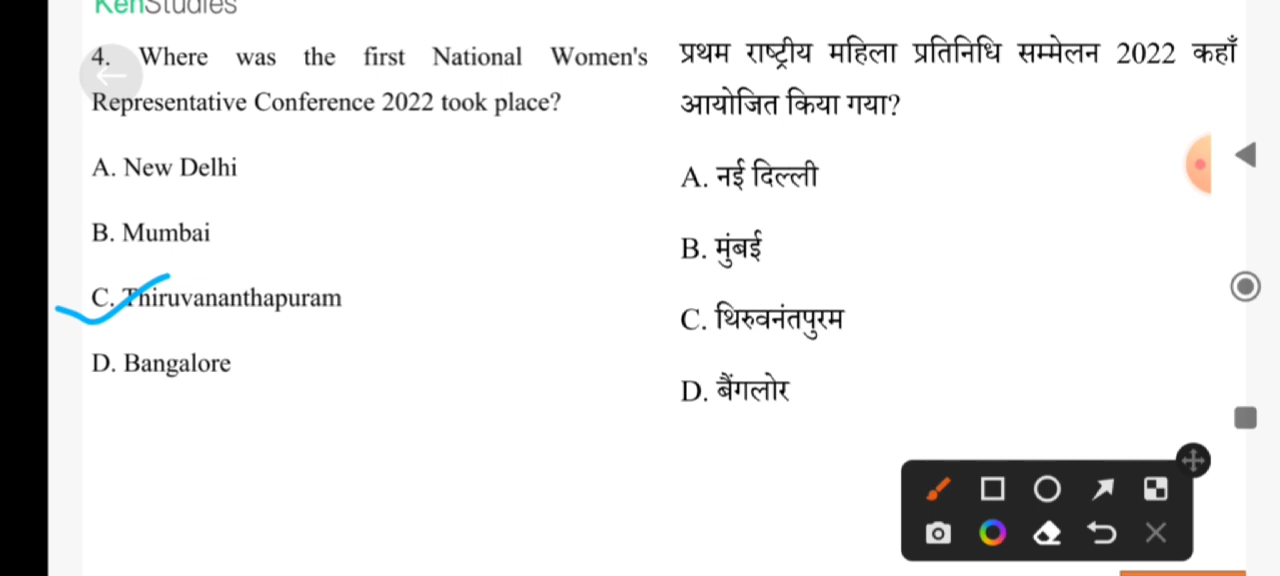 KenStudies
4. Where was the first National Women's
Representative Conference 2022 took place?
A. New Delhi
B. Mumbai
C. Thiruvananthapuram
D. Bangalore
प्रथम राष्ट्रीय महिला प्रतिनिधि सम्मेलन 2022 कहाँ
आयोजित किया गया?
A. नई दिल्ली
B. मुंबई
C. थिरुवनंतपुरम
D. बैंगलोर